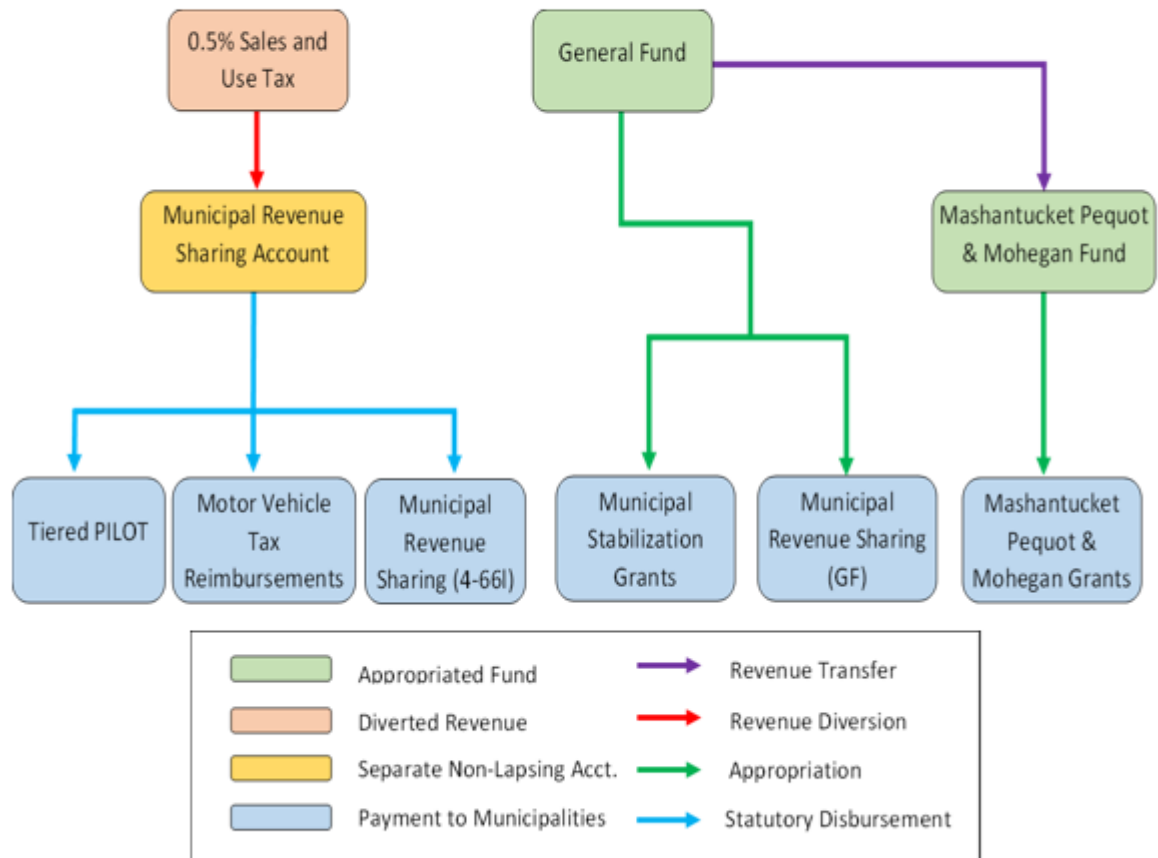 0.5% Sales and
Use Tax
General Fund
Municipal Revenue
Sharing Account
Mashantucket Pequot
& Mohegan Fund
Tiered PILOT
Motor Vehicle
Tax
Reimbursements
Municipal
Revenue
Sharing (4-66l)
Municipal
Stabilization
Grants
Municipal
Revenue Sharing
(GF)
Mashantucket
Pequot &
Mohegan Grants
Appropriated Fund
Revenue Transfer
Diverted Revenue
Revenue Diversion
Separate Non-Lapsing Acct.
Appropriation
Payment to Municipalities
Statutory Disbursement